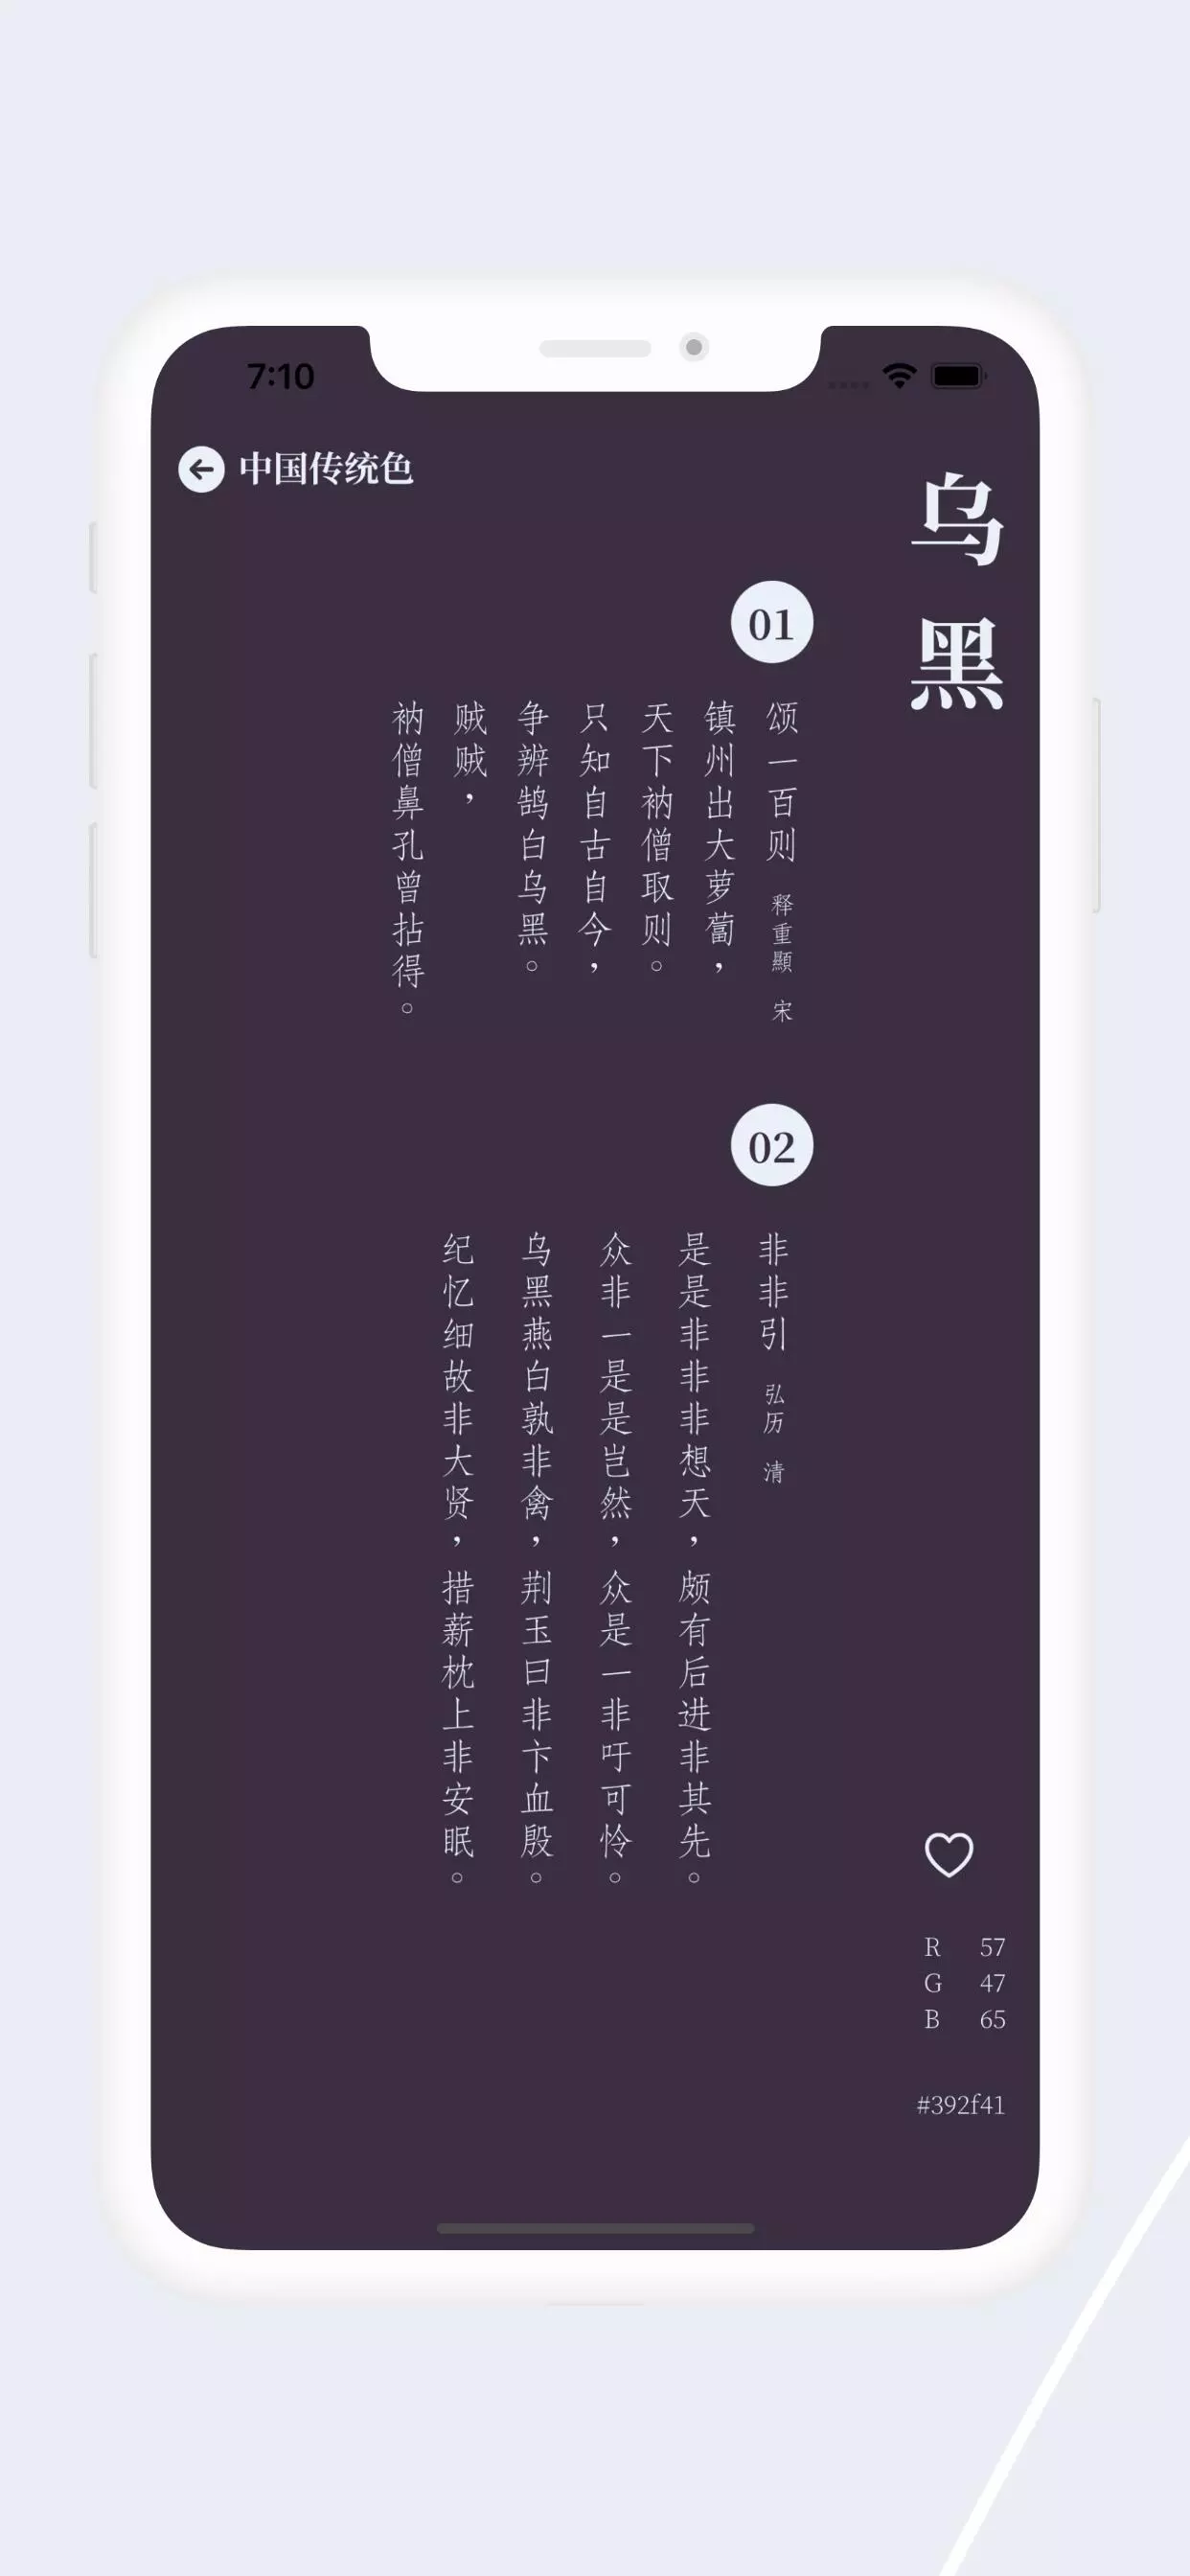 7:10
中国传统色
乌黑
01
颂一百则 释重顯 宋
镇州出大萝蔔，
天下衲僧取则。
只知自古自今，
争辨鹄白乌黑。
贼贼，
衲僧鼻孔曾拈得。
02
非非引 弘历 清
是是非非非想天，颇有后进非其先。
众非一是是岂然，众是一非吁可怜。
乌黑燕白孰非禽，荆玉曰非卞血殷。
纪忆细故非大贤，措薪枕上非安眠。
R 57
G 47
B 65
#392f41